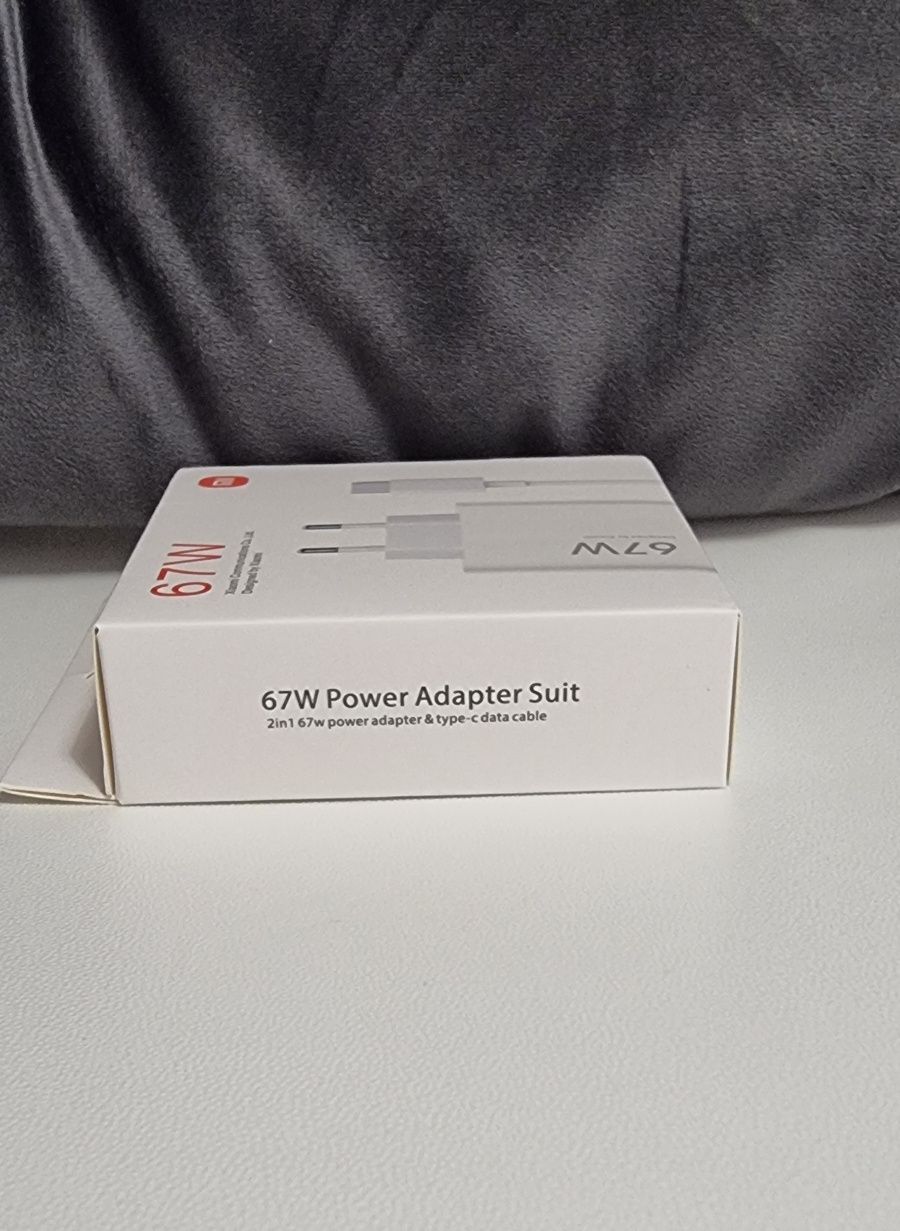 67W
Xiaomi Communications Co., Ltd.
Designed by Xiaomi
67W
67W Power Adapter Suit
2in1 67w power adapter & type-c data cable